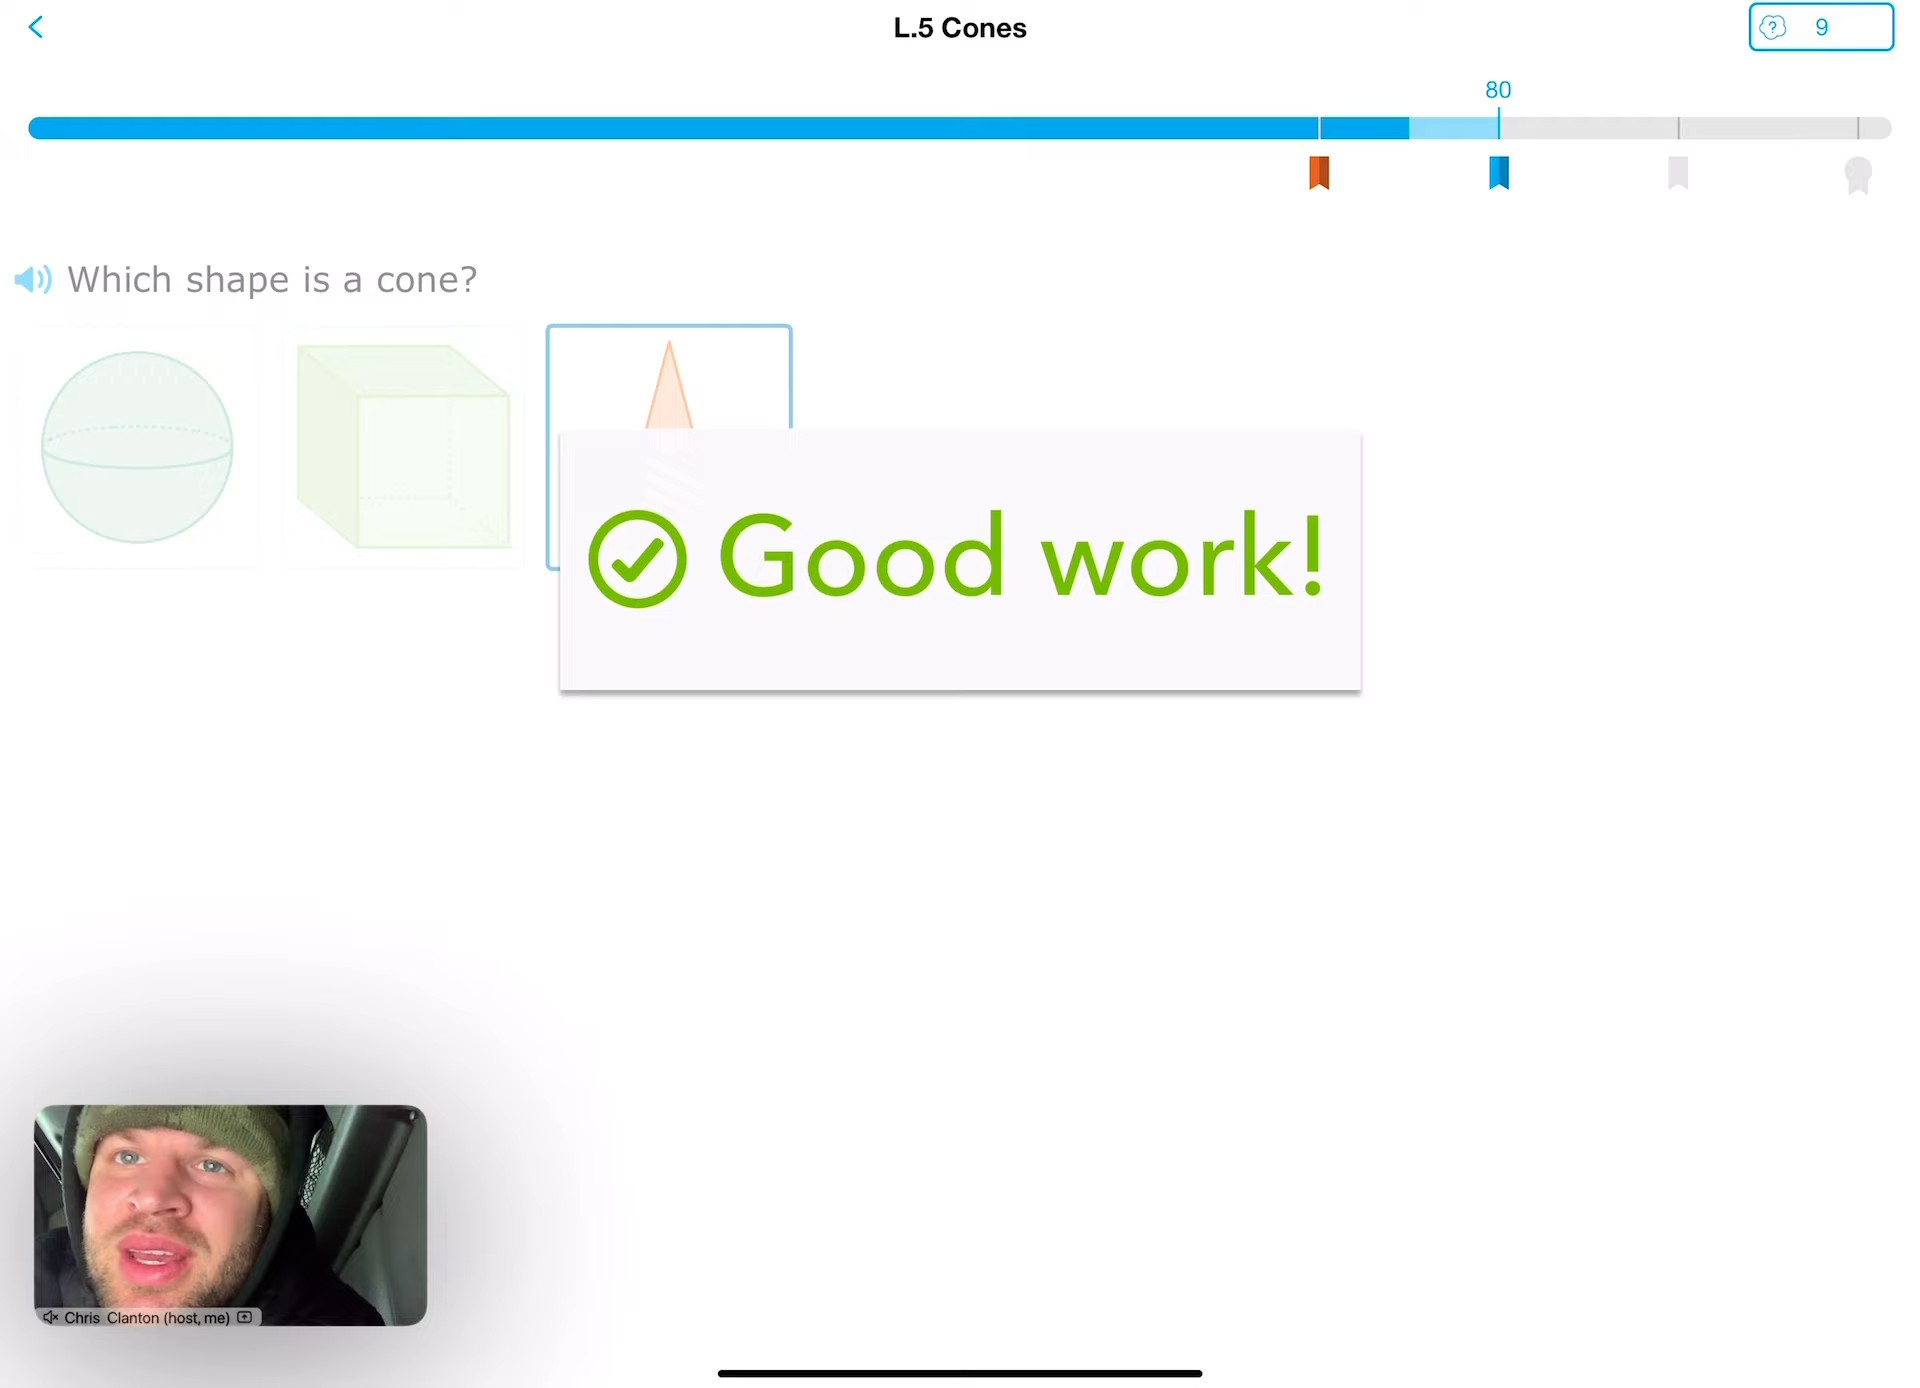 L.5 Cones
9
80
Which shape is a cone?
Good work!
Chris Clanton (host, me)